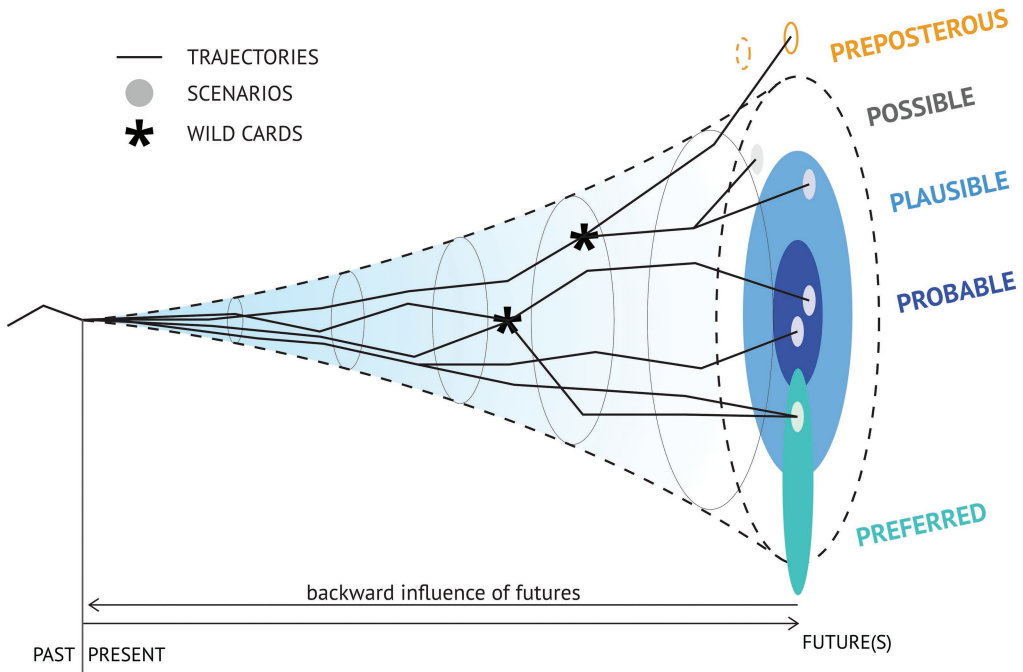 TRAJECTORIES
SCENARIOS
WILD CARDS
PREPOSTEROUS
POSSIBLE
PLAUSIBLE
PROBABLE
PREFERRED
backward influence of futures
FUTURE(S)
PAST
PRESENT